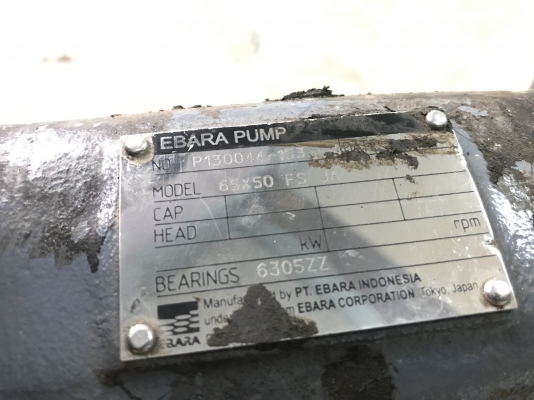 EBARA PUMP
NO
MODEL 65X50 FS
CAP
HEAD
kW rpm
BEARINGS 6305ZZ
Manufactured by PT. EBARA INDONESIA
EBARA CORPORATION Tokyo, Japan
EBARA